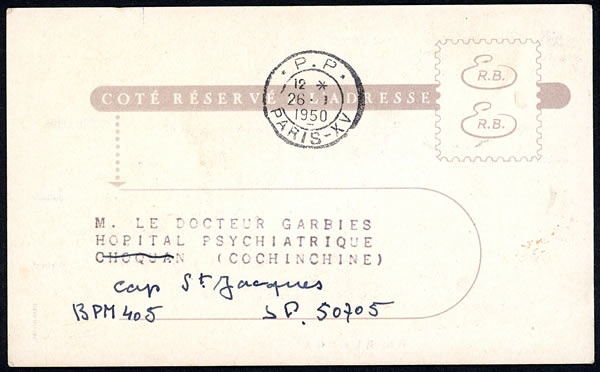 P.P.
12 *
26 - 1
1950
PARIS-XV
COTÉ RÉSERVÉ A L'ADRESSE
E R.B.
E R.B.
M. LE DOCTEUR GARBIES
HOPITAL PSYCHIATRIQUE
CHOQUAN (COCHINCHINE)
Cap St Jacques
BPM 405 SP. 50705